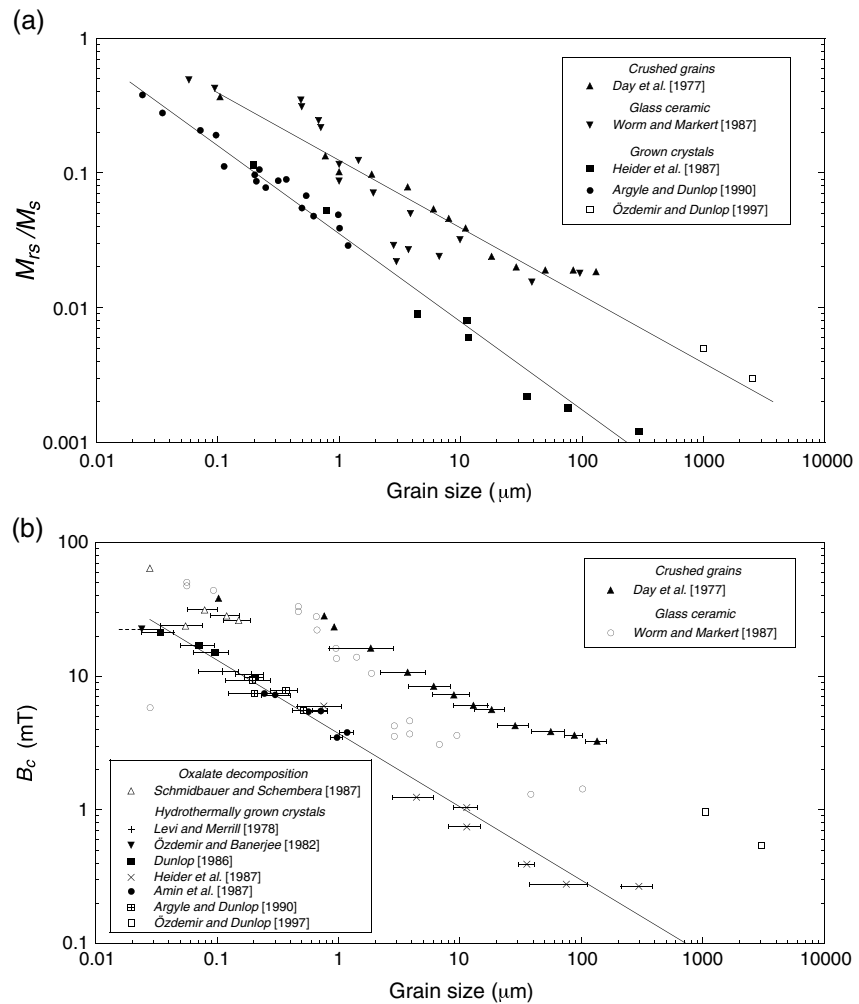 (a)
1
0.1
0.01
0.001
Mrs/Ms
0.01 0.1 1 10 100 1000 10000
Grain size (μm)
Crushed grains
▲ Day et al. [1977]
Glass ceramic
▼ Worm and Markert [1987]
Grown crystals
■ Heider et al. [1987]
● Argyle and Dunlop [1990]
□ Özdemir and Dunlop [1997]
(b)
100
10
1
0.1
Bc (mT)
Crushed grains
▲ Day et al. [1977]
Glass ceramic
○ Worm and Markert [1987]
Oxalate decomposition
△ Schmidbauer and Schembera [1987]
Hydrothermally grown crystals
+ Levi and Merrill [1978]
▼ Özdemir and Banerjee [1982]
■ Dunlop [1986]
× Heider et al. [1987]
● Amin et al. [1987]
⊞ Argyle and Dunlop [1990]
□ Özdemir and Dunlop [1997]
0.01 0.1 1 10 100 1000 10000
Grain size (μm)